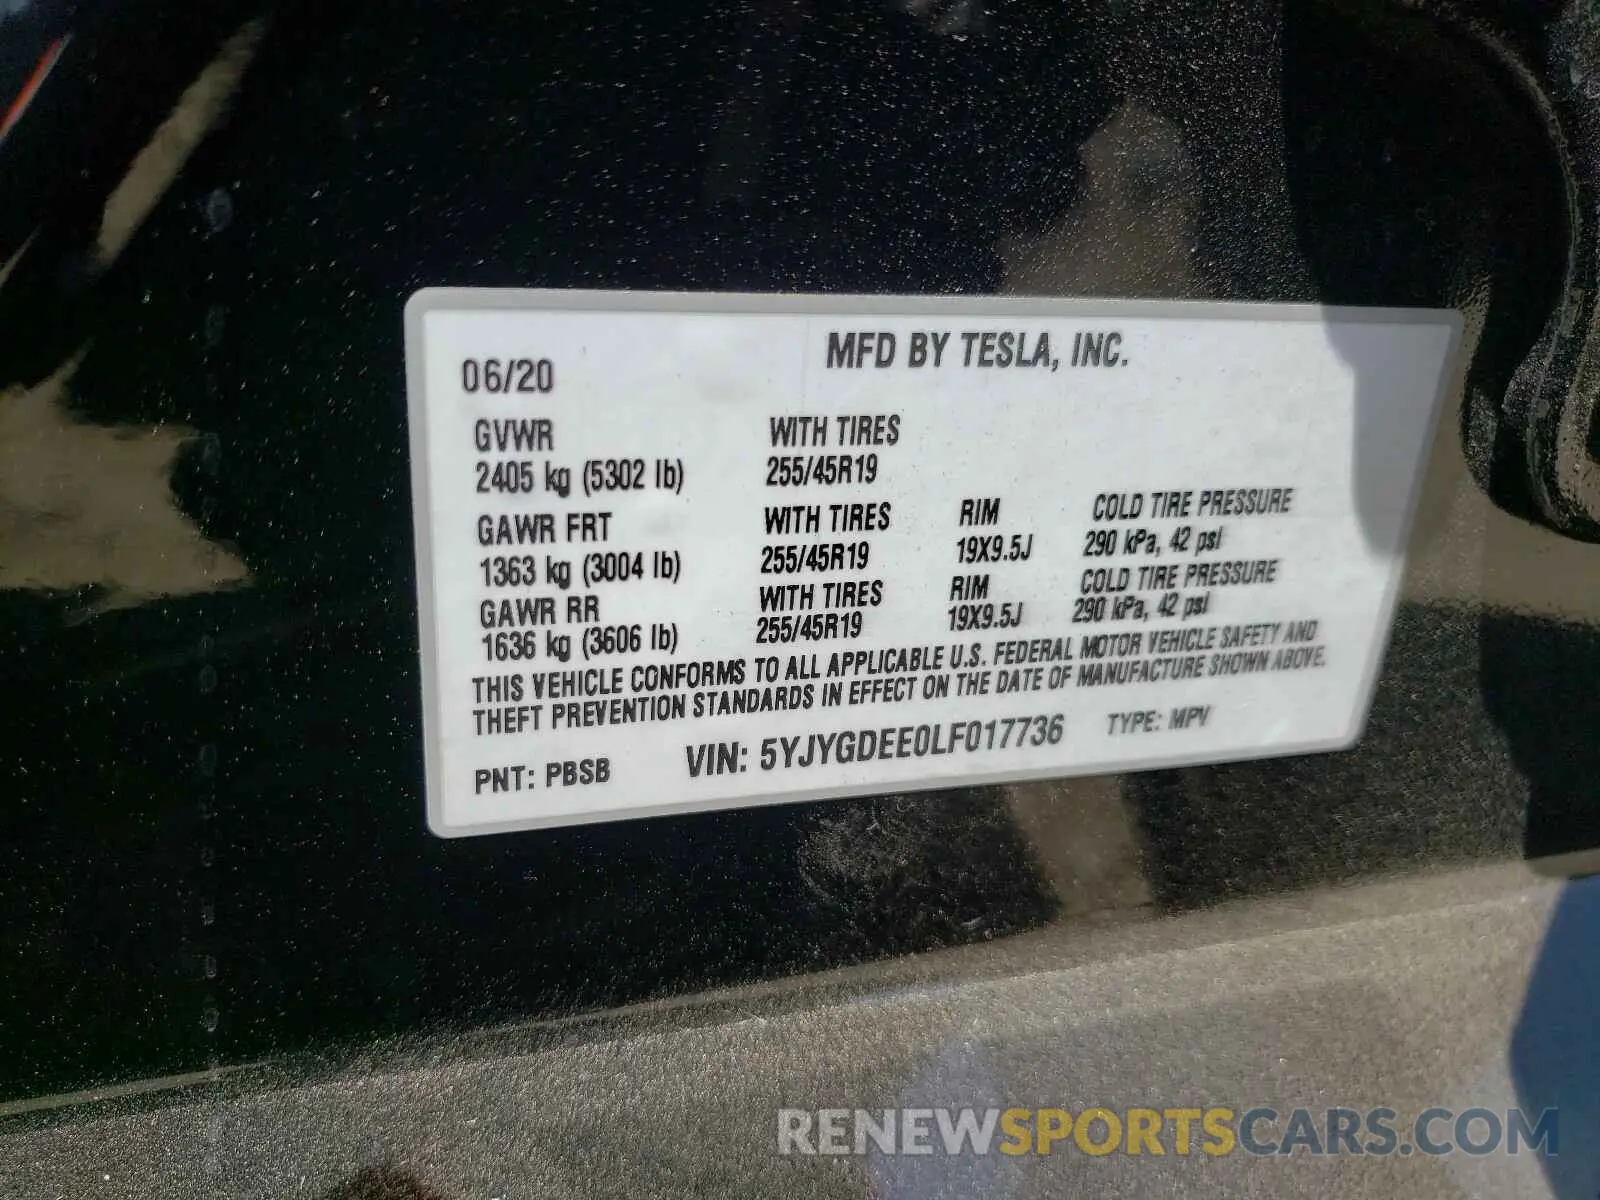 MFD BY TESLA, INC.
06/20
GVWR WITH TIRES
2405 kg (5302 lb) 255/45R19
GAWR FRT WITH TIRES RIM COLD TIRE PRESSURE
1363 kg (3004 lb) 255/45R19 19X9.5J 290 kPa, 42 psi
GAWR RR WITH TIRES RIM COLD TIRE PRESSURE
1636 kg (3606 lb) 255/45R19 19X9.5J 290 kPa, 42 psi
THIS VEHICLE CONFORMS TO ALL APPLICABLE U.S. FEDERAL MOTOR VEHICLE SAFETY AND
THEFT PREVENTION STANDARDS IN EFFECT ON THE DATE OF MANUFACTURE SHOWN ABOVE.
PNT: PBSB VIN: 5YJYGDEE0LF017736 TYPE: MPV
RENEWSPORTSCARS.COM